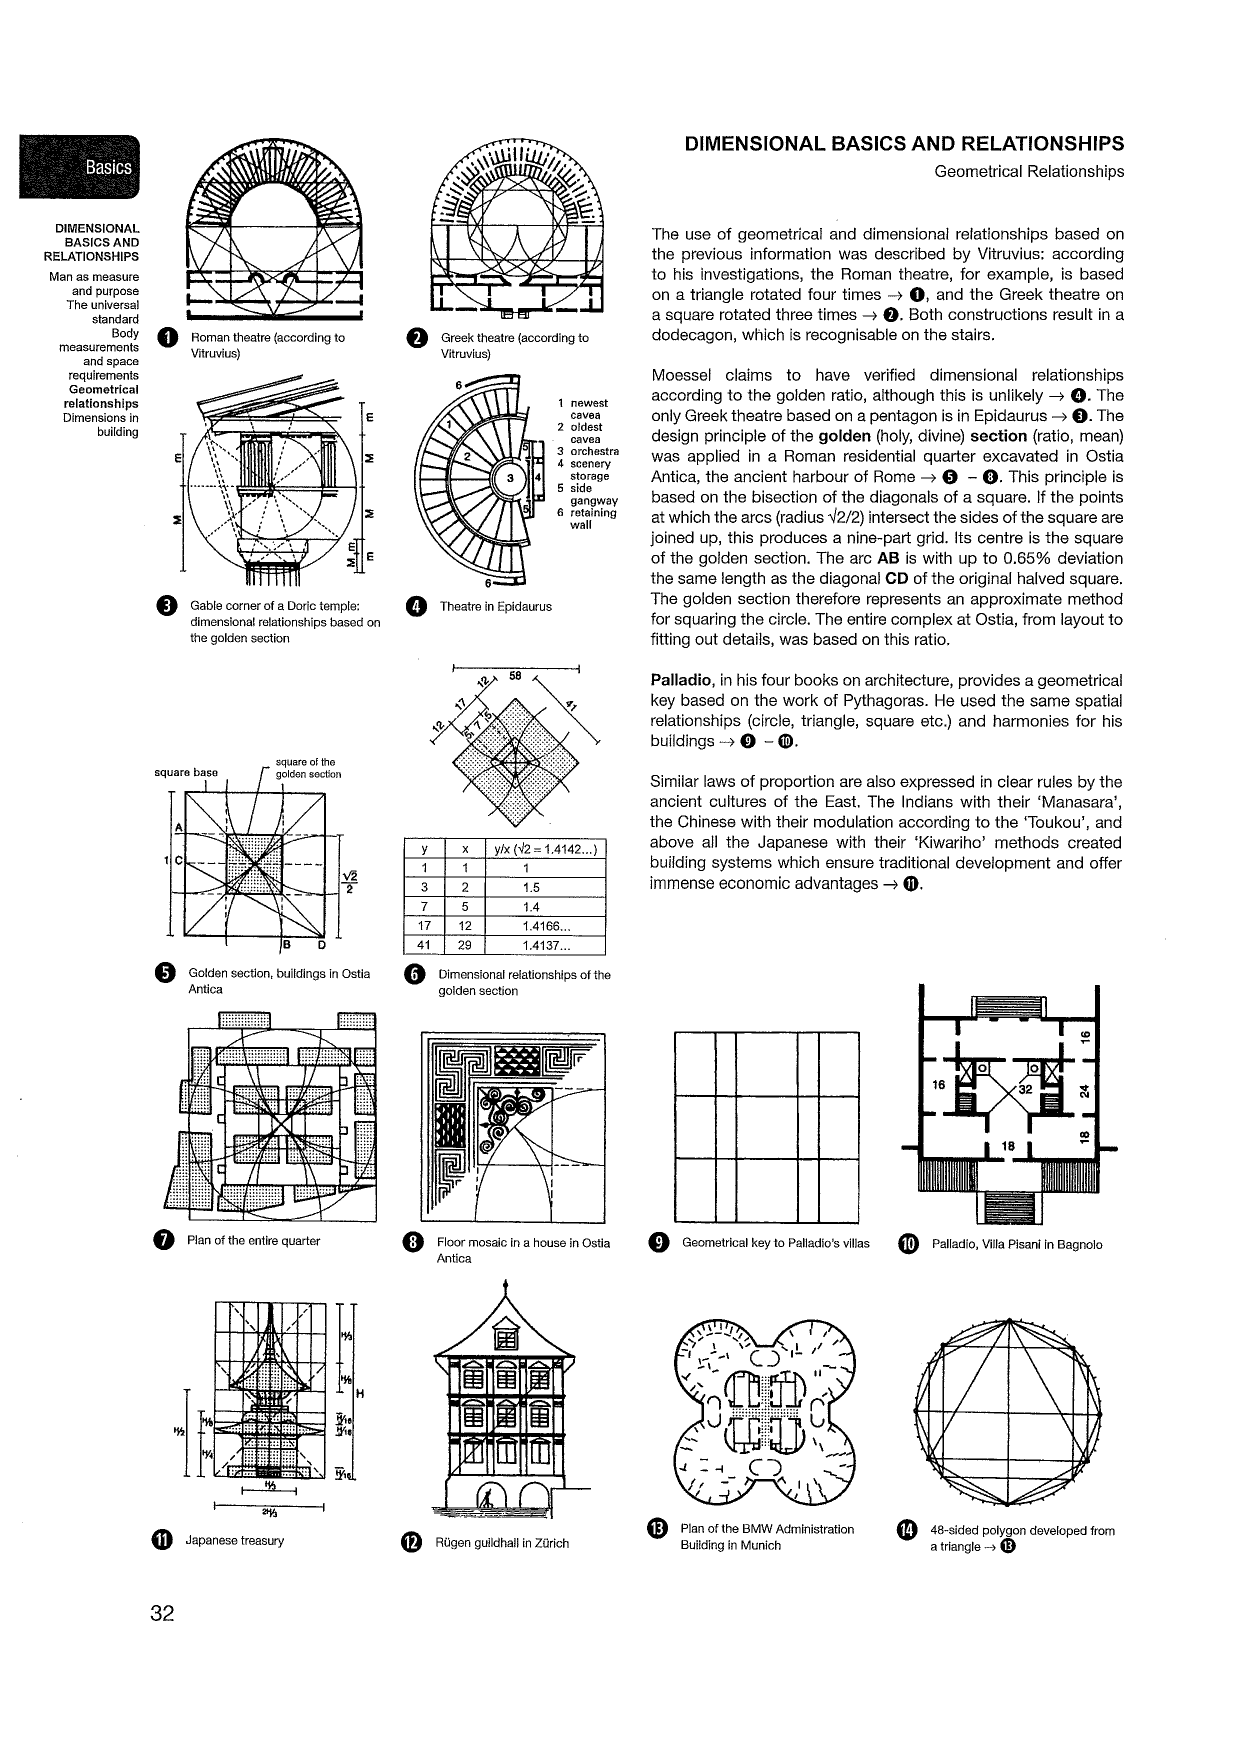 Basics
DIMENSIONAL
BASICS AND
RELATIONSHIPS
Man as measure
and purpose
The universal
standard
Body
measurements
and space
requirements
Geometrical
relationships
Dimensions in
building
DIMENSIONAL BASICS AND RELATIONSHIPS
Geometrical Relationships
The use of geometrical and dimensional relationships based on
the previous information was described by Vitruvius: according
to his investigations, the Roman theatre, for example, is based
on a triangle rotated four times → 1, and the Greek theatre on
a square rotated three times → 2. Both constructions result in a
dodecagon, which is recognisable on the stairs.
Moessel claims to have verified dimensional relationships
according to the golden ratio, although this is unlikely → 4. The
only Greek theatre based on a pentagon is in Epidaurus → 3. The
design principle of the golden (holy, divine) section (ratio, mean)
was applied in a Roman residential quarter excavated in Ostia
Antica, the ancient harbour of Rome → 5 – 8. This principle is
based on the bisection of the diagonals of a square. If the points
at which the arcs (radius √2/2) intersect the sides of the square are
joined up, this produces a nine-part grid. Its centre is the square
of the golden section. The arc AB is with up to 0.65% deviation
the same length as the diagonal CD of the original halved square.
The golden section therefore represents an approximate method
for squaring the circle. The entire complex at Ostia, from layout to
fitting out details, was based on this ratio.
Palladio, in his four books on architecture, provides a geometrical
key based on the work of Pythagoras. He used the same spatial
relationships (circle, triangle, square etc.) and harmonies for his
buildings → 9 – 10.
Similar laws of proportion are also expressed in clear rules by the
ancient cultures of the East. The Indians with their ‘Manasara’,
the Chinese with their modulation according to the ‘Toukou’, and
above all the Japanese with their ‘Kiwariho’ methods created
building systems which ensure traditional development and offer
immense economic advantages → 11.
1 Roman theatre (according to
Vitruvius)
2 Greek theatre (according to
Vitruvius)
E
M
m
M
M
E
M
m
E
3 Gable corner of a Doric temple:
dimensional relationships based on
the golden section
6
1
2
3
4
5
5
6
1 newest
cavea
2 oldest
cavea
3 orchestra
4 scenery
storage
5 side
gangway
6 retaining
wall
4 Theatre in Epidaurus
square base
square of the
golden section
A
1
C
B
D
√2
2
5 Golden section, buildings in Ostia
Antica
58
12
17
12
5
7
5
41
y x y/x (√2 = 1.4142...)
1 1 1
3 2 1.5
7 5 1.4
17 12 1.4166...
41 29 1.4137...
6 Dimensional relationships of the
golden section
7 Plan of the entire quarter
8 Floor mosaic in a house in Ostia
Antica
9 Geometrical key to Palladio's villas
16
16
32
24
18
18
10 Palladio, Villa Pisani in Bagnolo
H/3
H/6
H
H/2
H/6
H/4
H/16
H/3
2H/3
11 Japanese treasury
12 Rügen guildhall in Zürich
13 Plan of the BMW Administration
Building in Munich
14 48-sided polygon developed from
a triangle → 13
32